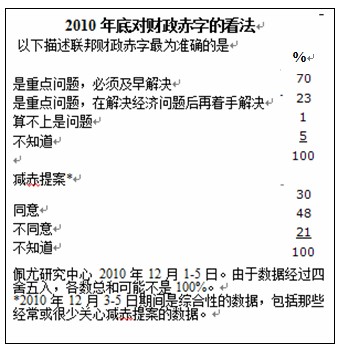 2010 年底对财政赤字的看法
以下描述联邦财政赤字最为准确的是
%
是重点问题，必须及早解决 70
是重点问题，在解决经济问题后再着手解决 23
算不上是问题 1
不知道 5
100
减赤提案*
同意 30
不同意 48
不知道 21
100
佩尤研究中心 2010 年 12 月 1-5 日。由于数据经过四
舍五入，各数总和可能不是 100%。
*2010 年 12 月 3-5 日期间是综合性的数据，包括那些
经常或很少关心减赤提案的数据。